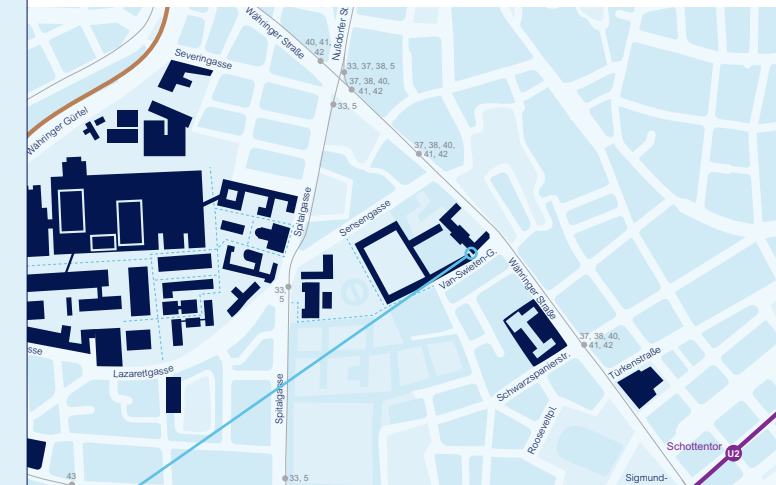 Währinger Straße
Nußdorfer St
40, 41,
42
33, 37, 38, 5
37, 38, 40,
41, 42
33, 5
Severingasse
Währinger Gürtel
37, 38, 40,
41, 42
Spitalgasse
Sensengasse
Van-Swieten-G.
Währinger Straße
33,
5
37, 38, 40,
41, 42
Schwarzspanierstr.
Türkenstraße
sse
Lazarettgasse
Spitalgasse
Rooseveltpl.
Schottentor
U2
43
33, 5
Sigmund-